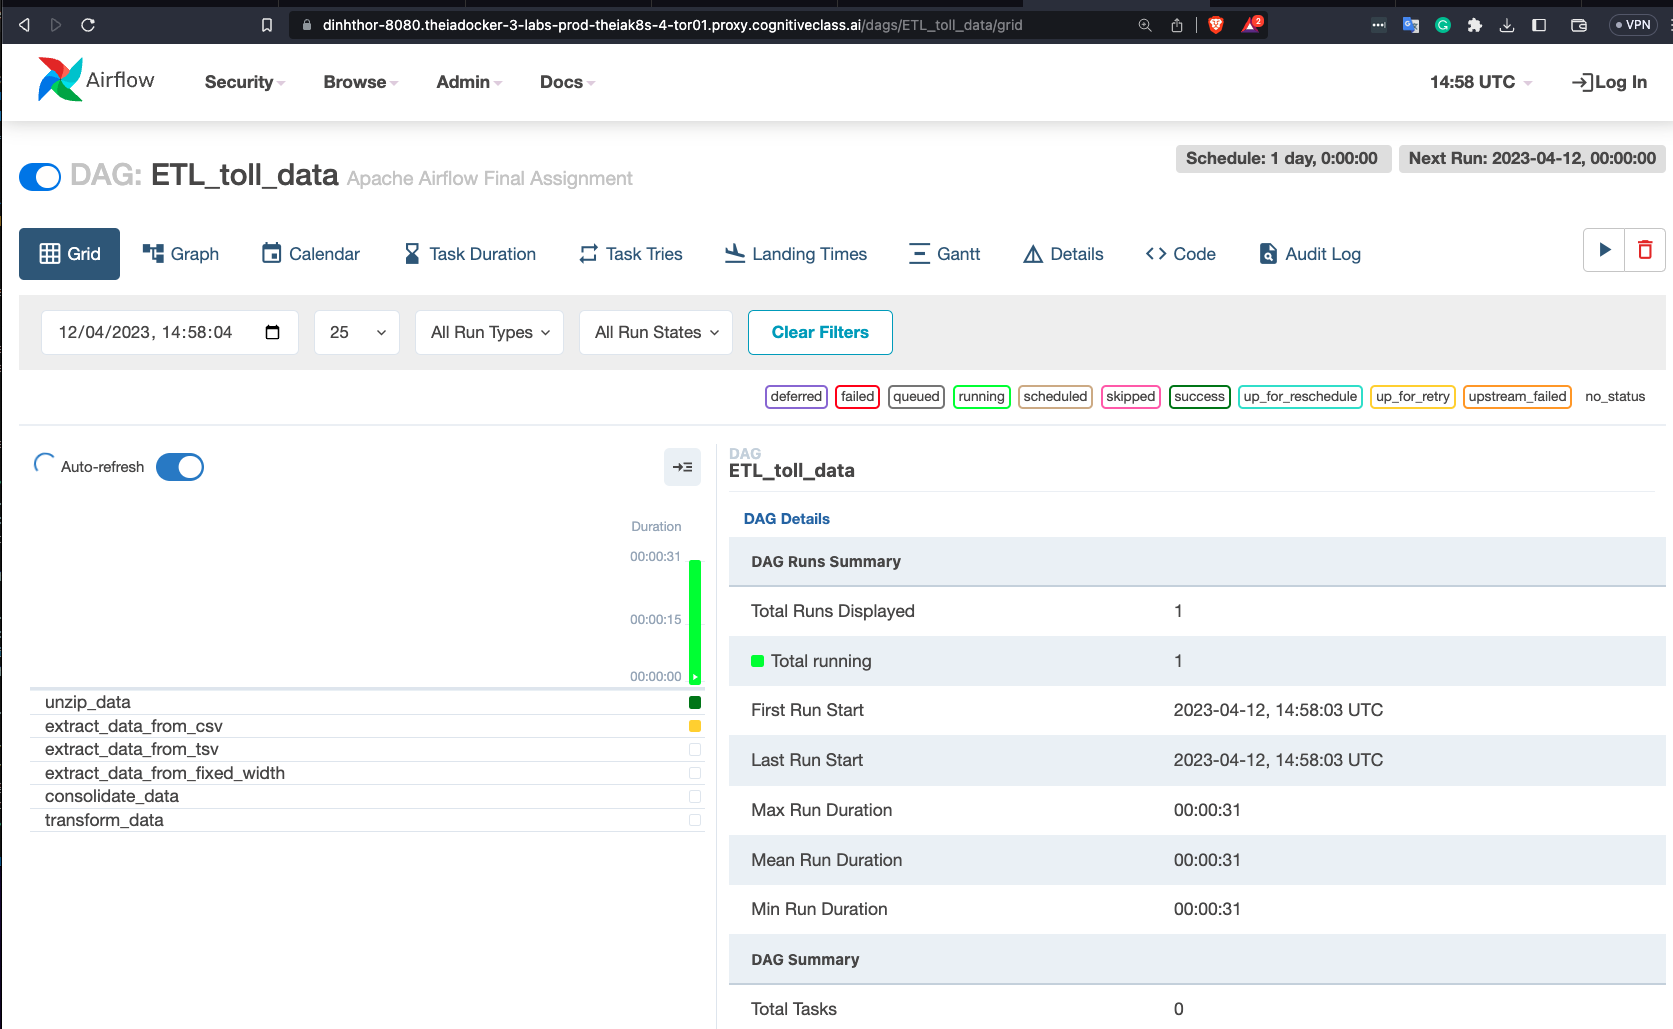 dinhthor-8080.theiadocker-3-labs-prod-theiak8s-4-tor01.proxy.cognitiveclass.ai/dags/ETL_toll_data/grid
2
VPN
Airflow
Security
Browse
Admin
Docs
14:58 UTC
Log In
Schedule: 1 day, 0:00:00
Next Run: 2023-04-12, 00:00:00
DAG: ETL_toll_data Apache Airflow Final Assignment
Grid
Graph
Calendar
Task Duration
Task Tries
Landing Times
Gantt
Details
Code
Audit Log
12/04/2023, 14:58:04
25
All Run Types
All Run States
Clear Filters
deferred
failed
queued
running
scheduled
skipped
success
up_for_reschedule
up_for_retry
upstream_failed
no_status
Auto-refresh
Duration
00:00:31
00:00:15
00:00:00
unzip_data
extract_data_from_csv
extract_data_from_tsv
extract_data_from_fixed_width
consolidate_data
transform_data
DAG
ETL_toll_data
DAG Details
DAG Runs Summary
Total Runs Displayed 1
Total running 1
First Run Start 2023-04-12, 14:58:03 UTC
Last Run Start 2023-04-12, 14:58:03 UTC
Max Run Duration 00:00:31
Mean Run Duration 00:00:31
Min Run Duration 00:00:31
DAG Summary
Total Tasks 0